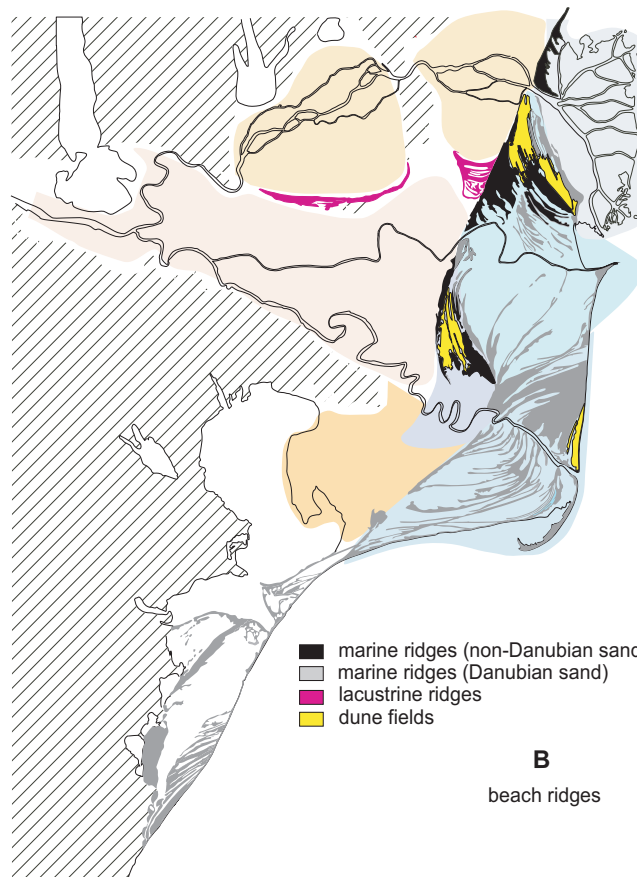 marine ridges (non-Danubian sand
marine ridges (Danubian sand)
lacustrine ridges
dune fields
B
beach ridges